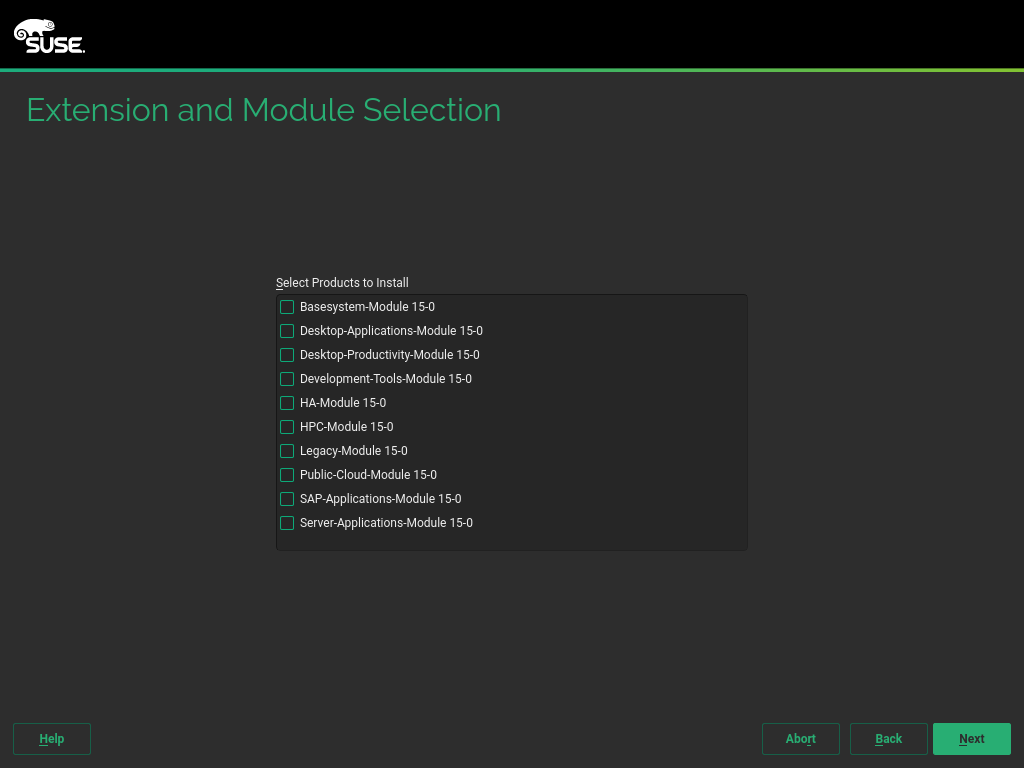 SUSE.
Extension and Module Selection
Select Products to Install
Basesystem-Module 15-0
Desktop-Applications-Module 15-0
Desktop-Productivity-Module 15-0
Development-Tools-Module 15-0
HA-Module 15-0
HPC-Module 15-0
Legacy-Module 15-0
Public-Cloud-Module 15-0
SAP-Applications-Module 15-0
Server-Applications-Module 15-0
Help Abort Back Next